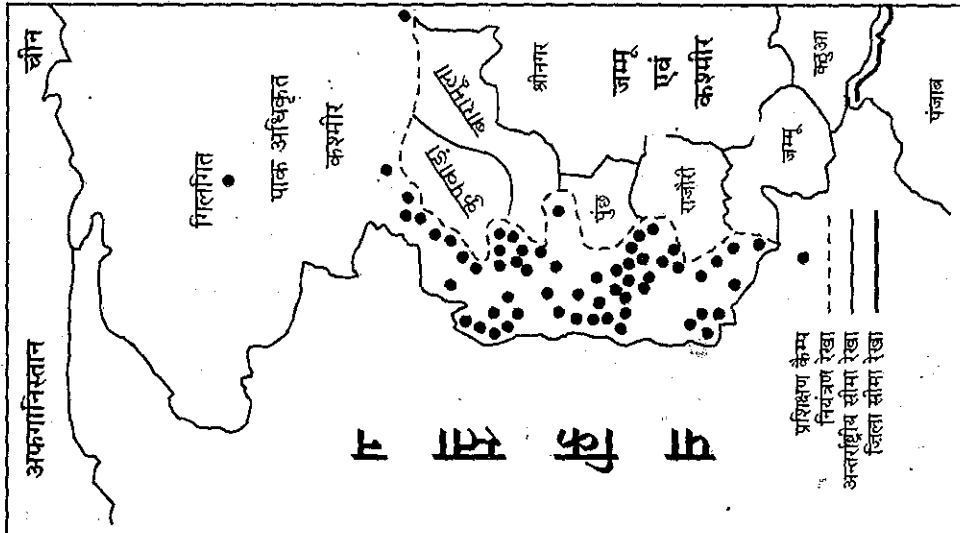 अफगानिस्तान
चीन
गिलगित
पाक अधिकृत
कश्मीर
कुपवाड़ा
बारामूला
श्रीनगर
पुंछ
जम्मू
एवं
कश्मीर
राजौरी
पाकिस्तान
जम्मू
कठुआ
पंजाब
प्रशिक्षण कैम्प
नियंत्रण रेखा
अन्तर्राष्ट्रीय सीमा रेखा
जिला सीमा रेखा